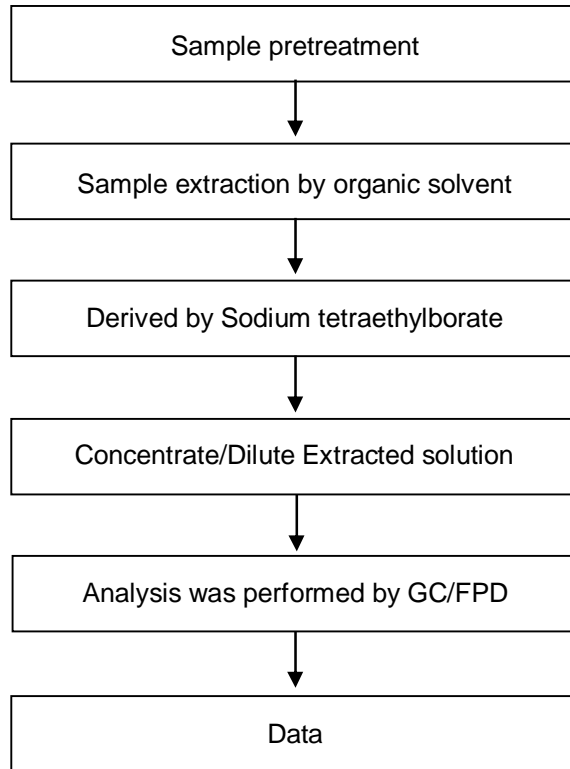 Sample pretreatment
Sample extraction by organic solvent
Derived by Sodium tetraethylborate
Concentrate/Dilute Extracted solution
Analysis was performed by GC/FPD
Data